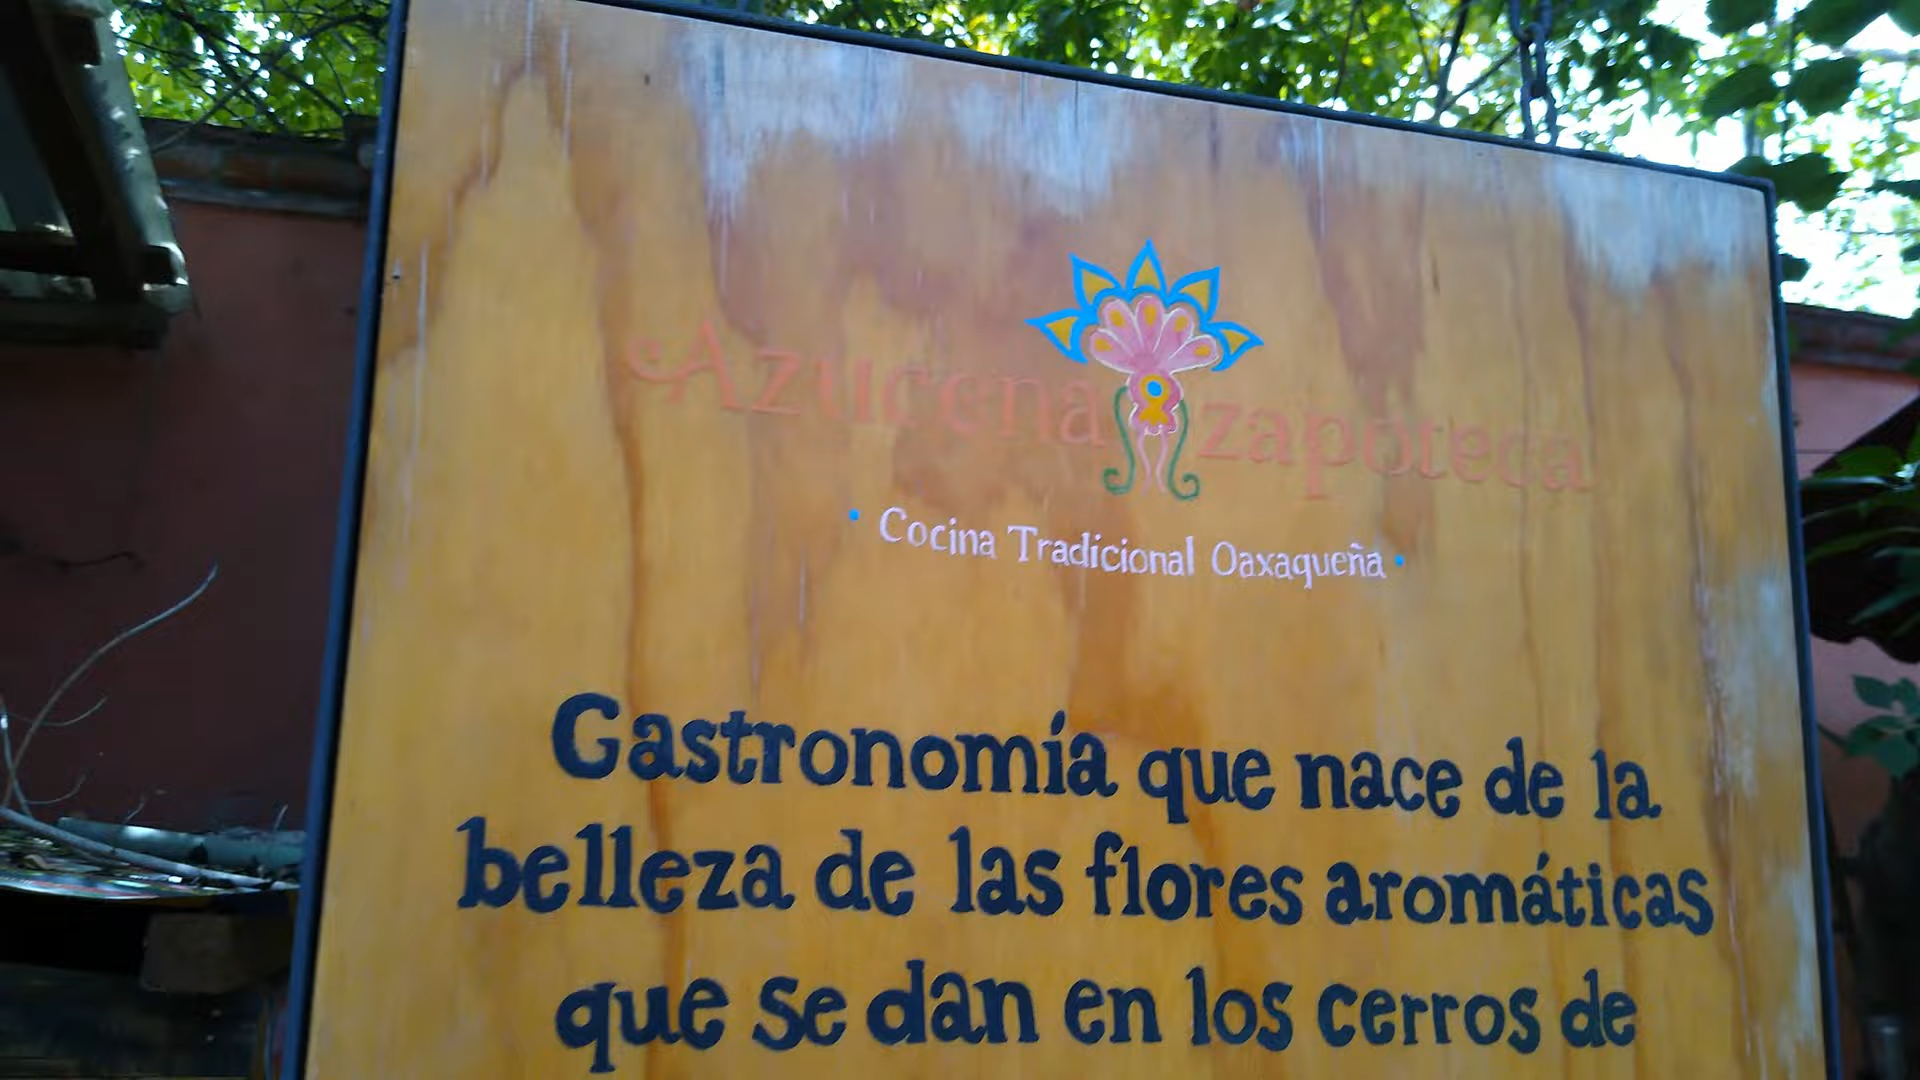 Azucena zapoteca
• Cocina Tradicional Oaxaqueña •
Gastronomía que nace de la
belleza de las flores aromáticas
que se dan en los cerros de